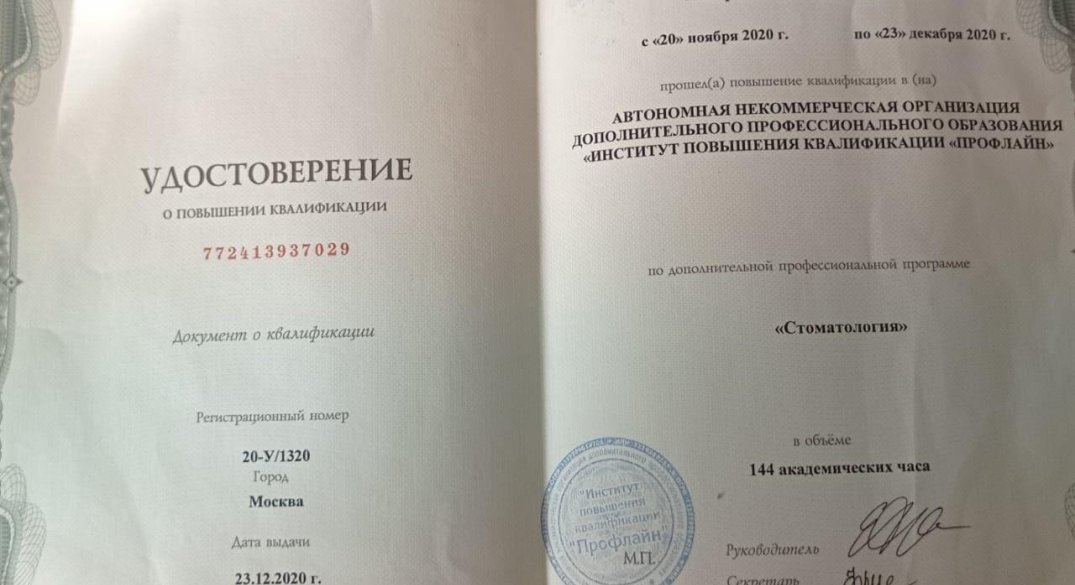 УДОСТОВЕРЕНИЕ
О ПОВЫШЕНИИ КВАЛИФИКАЦИИ
772413937029
Документ о квалификации
Регистрационный номер
20-У/1320
Город
Москва
Дата выдачи
23.12.2020 г.
с «20» ноября 2020 г. по «23» декабря 2020 г.
прошел(а) повышение квалификации в (на)
АВТОНОМНАЯ НЕКОММЕРЧЕСКАЯ ОРГАНИЗАЦИЯ
ДОПОЛНИТЕЛЬНОГО ПРОФЕССИОНАЛЬНОГО ОБРАЗОВАНИЯ
«ИНСТИТУТ ПОВЫШЕНИЯ КВАЛИФИКАЦИИ «ПРОФЛАЙН»
по дополнительной профессиональной программе
«Стоматология»
в объёме
144 академических часа
"Институт
повышения
квалификации
"Профлайн"
М.П.
Руководитель
Секретарь